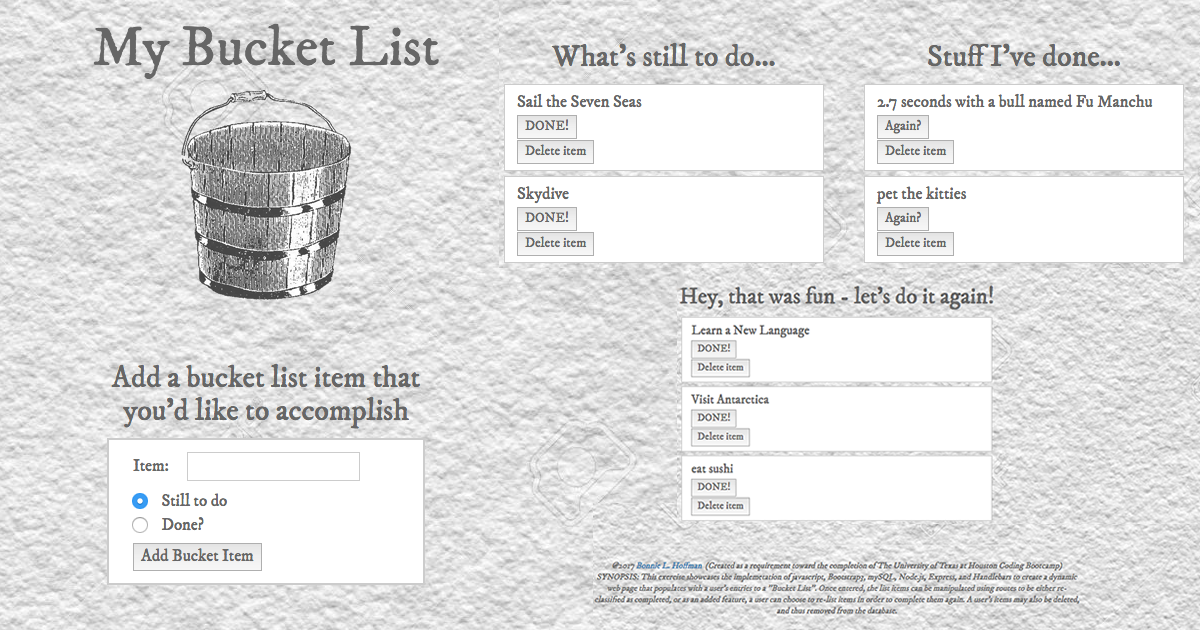 My Bucket List
Add a bucket list item that
you'd like to accomplish
Item:
Still to do
Done?
Add Bucket Item
What's still to do...
Sail the Seven Seas
DONE!
Delete item
Skydive
DONE!
Delete item
Stuff I've done...
2.7 seconds with a bull named Fu Manchu
Again?
Delete item
pet the kitties
Again?
Delete item
Hey, that was fun - let's do it again!
Learn a New Language
DONE!
Delete item
Visit Antarctica
DONE!
Delete item
eat sushi
DONE!
Delete item
@2017 Bonnie L. Hoffman (Created as a requirement toward the completion of The University of Texas at Houston Coding Bootcamp)
SYNOPSIS: This exercise showcases the implemetation of javascript, Bootstrap3, mySQL, Node.js, Express, and Handlebars to create a dynamic
web page that populates with a user's entries to a "Bucket List". Once entered, the list items can be manipulated using routes to be either re-
classified as completed, or as an added feature, a user can choose to re-list items in order to complete them again. A user's items may also be deleted,
and thus removed from the database.